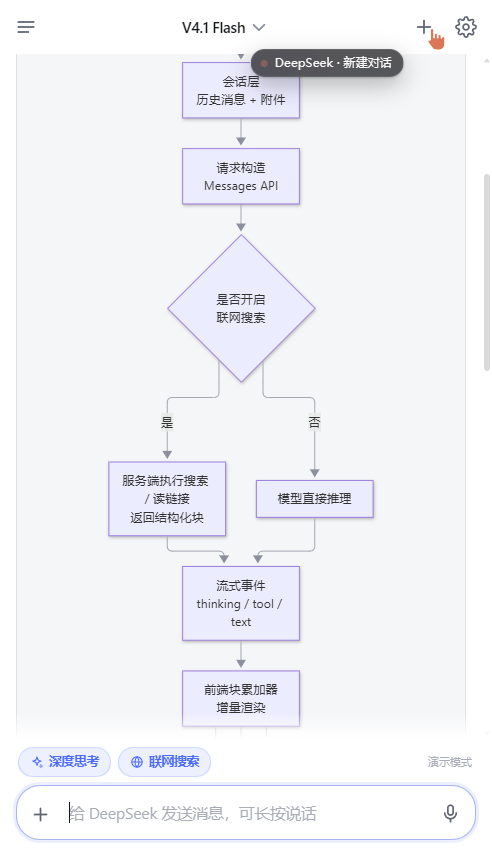 V4.1 Flash
DeepSeek · 新建对话
会话层
历史消息 + 附件
请求构造
Messages API
是否开启
联网搜索
是
否
服务端执行搜索
/ 读链接
返回结构化块
模型直接推理
流式事件
thinking / tool /
text
前端块累加器
增量渲染
深度思考
联网搜索
演示模式
给 DeepSeek 发送消息，可长按说话